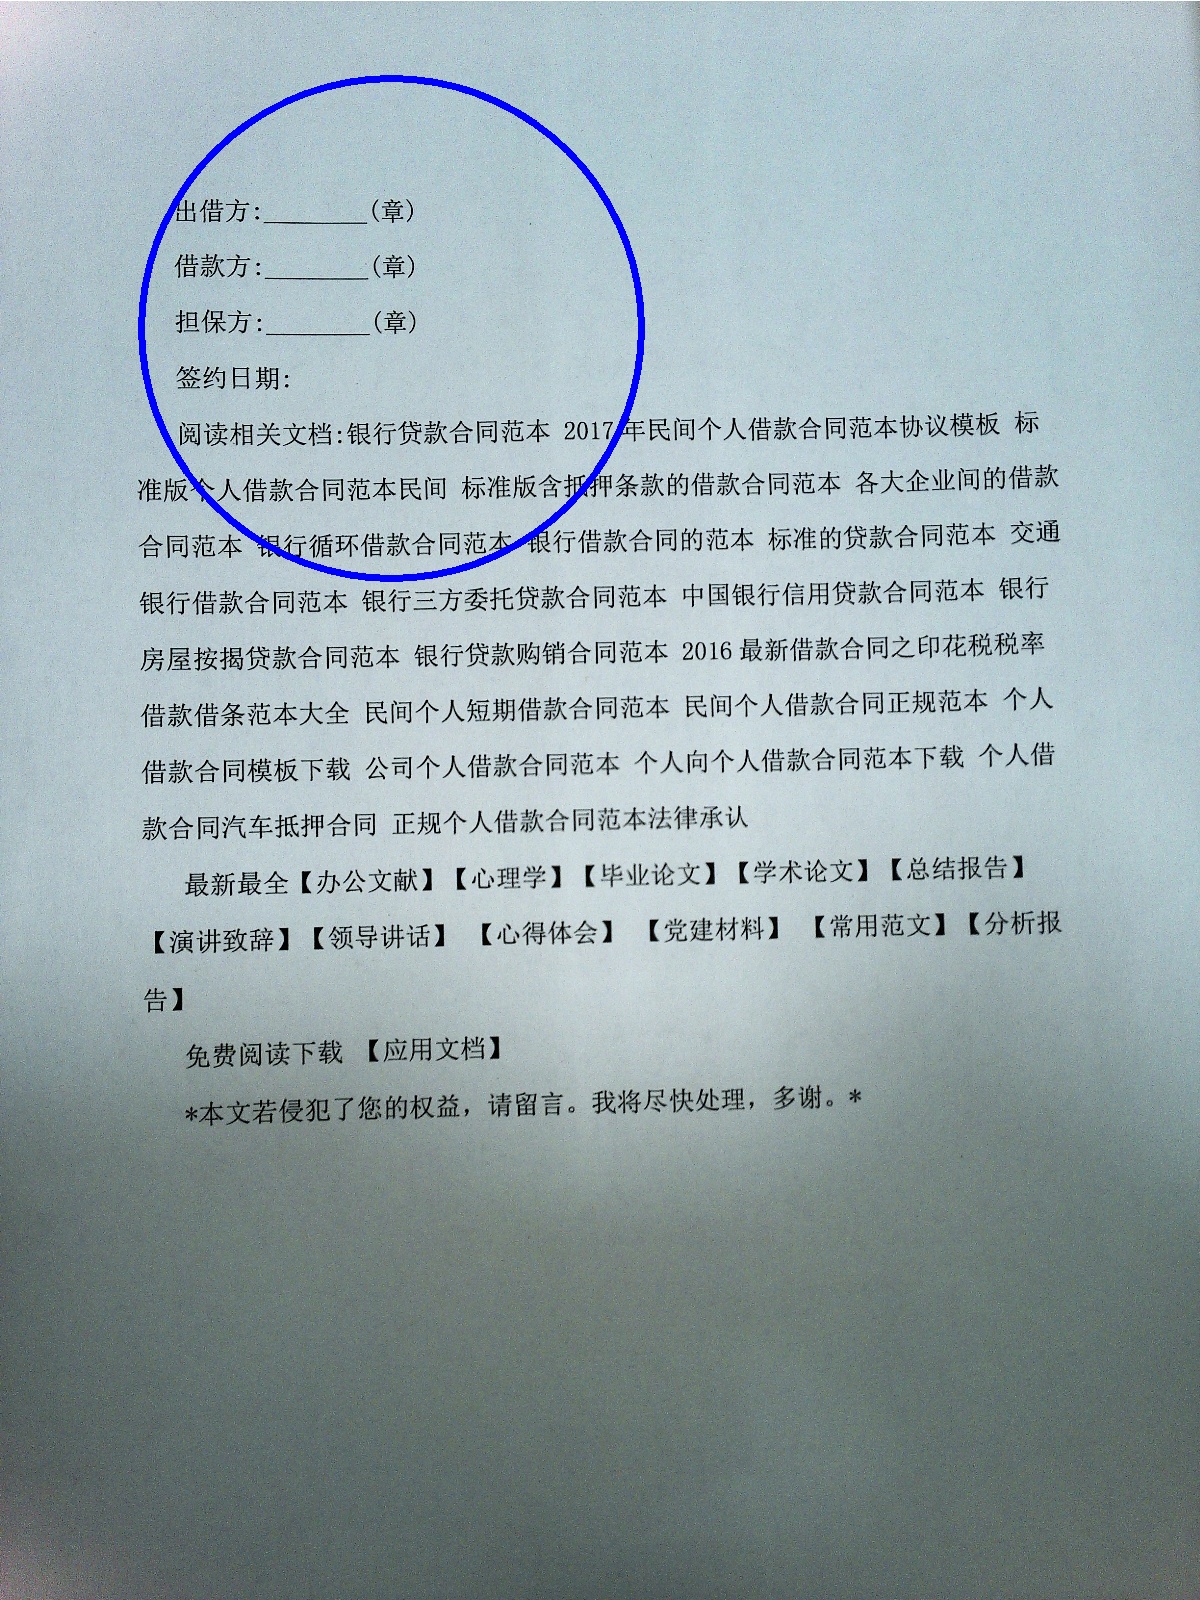 出借方:________(章)
借款方:________(章)
担保方:________(章)
签约日期:
阅读相关文档:银行贷款合同范本 2017年民间个人借款合同范本协议模板 标
准版个人借款合同范本民间 标准版含抵押条款的借款合同范本 各大企业间的借款
合同范本 银行循环借款合同范本 银行借款合同的范本 标准的贷款合同范本 交通
银行借款合同范本 银行三方委托贷款合同范本 中国银行信用贷款合同范本 银行
房屋按揭贷款合同范本 银行贷款购销合同范本 2016最新借款合同之印花税税率
借款借条范本大全 民间个人短期借款合同范本 民间个人借款合同正规范本 个人
借款合同模板下载 公司个人借款合同范本 个人向个人借款合同范本下载 个人借
款合同汽车抵押合同 正规个人借款合同范本法律承认
最新最全【办公文献】【心理学】【毕业论文】【学术论文】【总结报告】
【演讲致辞】【领导讲话】 【心得体会】 【党建材料】 【常用范文】【分析报
告】
免费阅读下载 【应用文档】
*本文若侵犯了您的权益，请留言。我将尽快处理，多谢。*